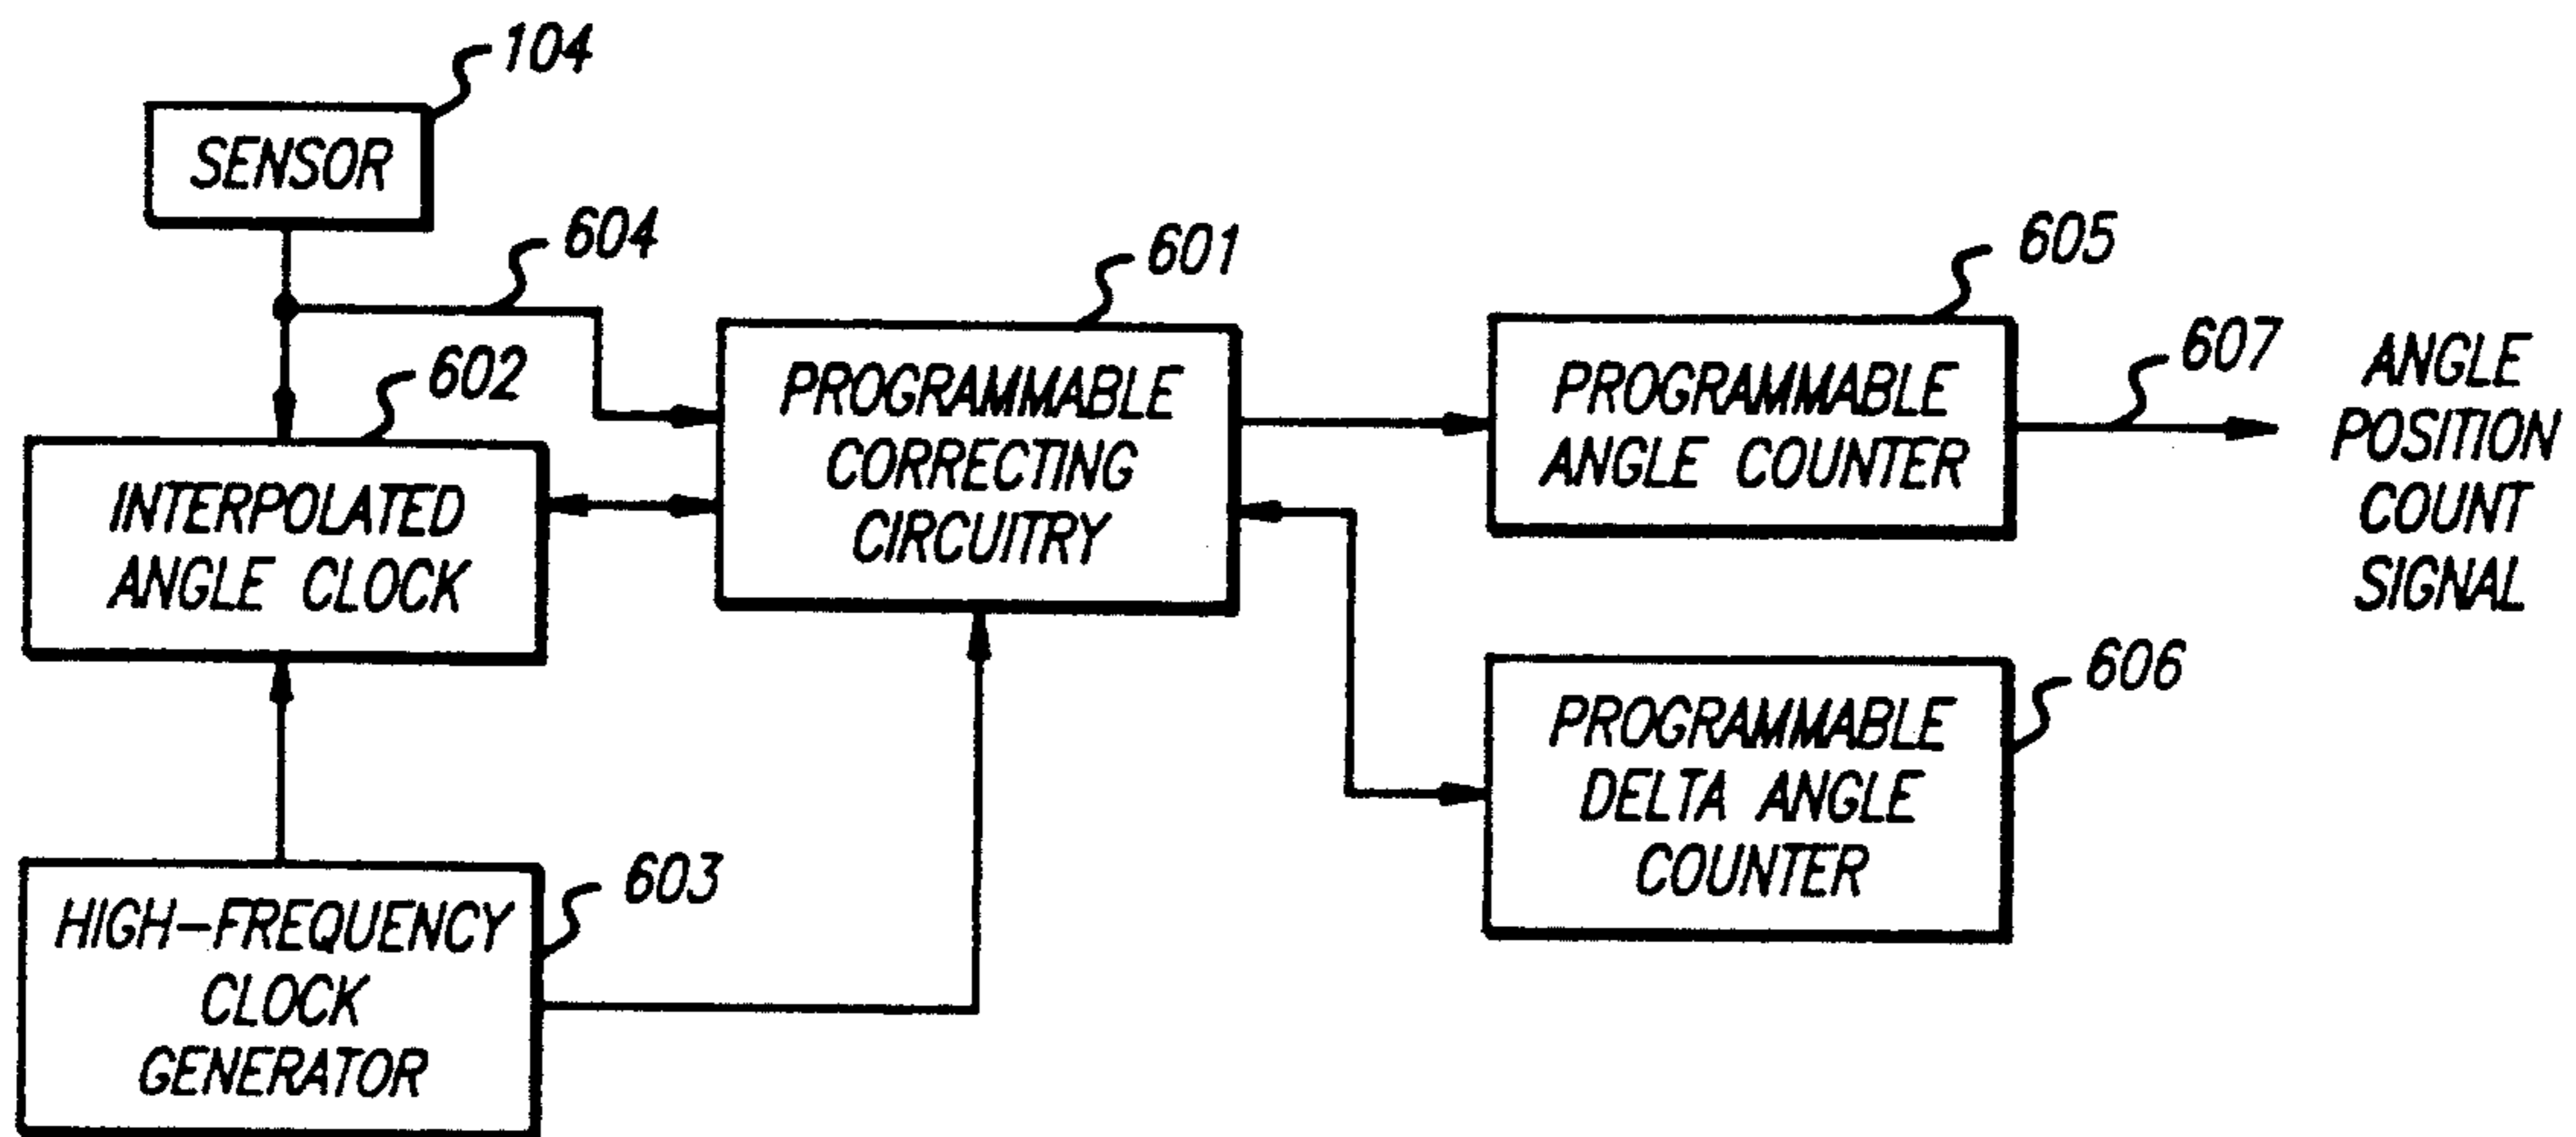 104
SENSOR
604
601
605
602
607
PROGRAMMABLE
CORRECTING
CIRCUITRY
PROGRAMMABLE
ANGLE COUNTER
ANGLE
POSITION
COUNT
SIGNAL
INTERPOLATED
ANGLE CLOCK
606
PROGRAMMABLE
DELTA ANGLE
COUNTER
603
HIGH-FREQUENCY
CLOCK
GENERATOR